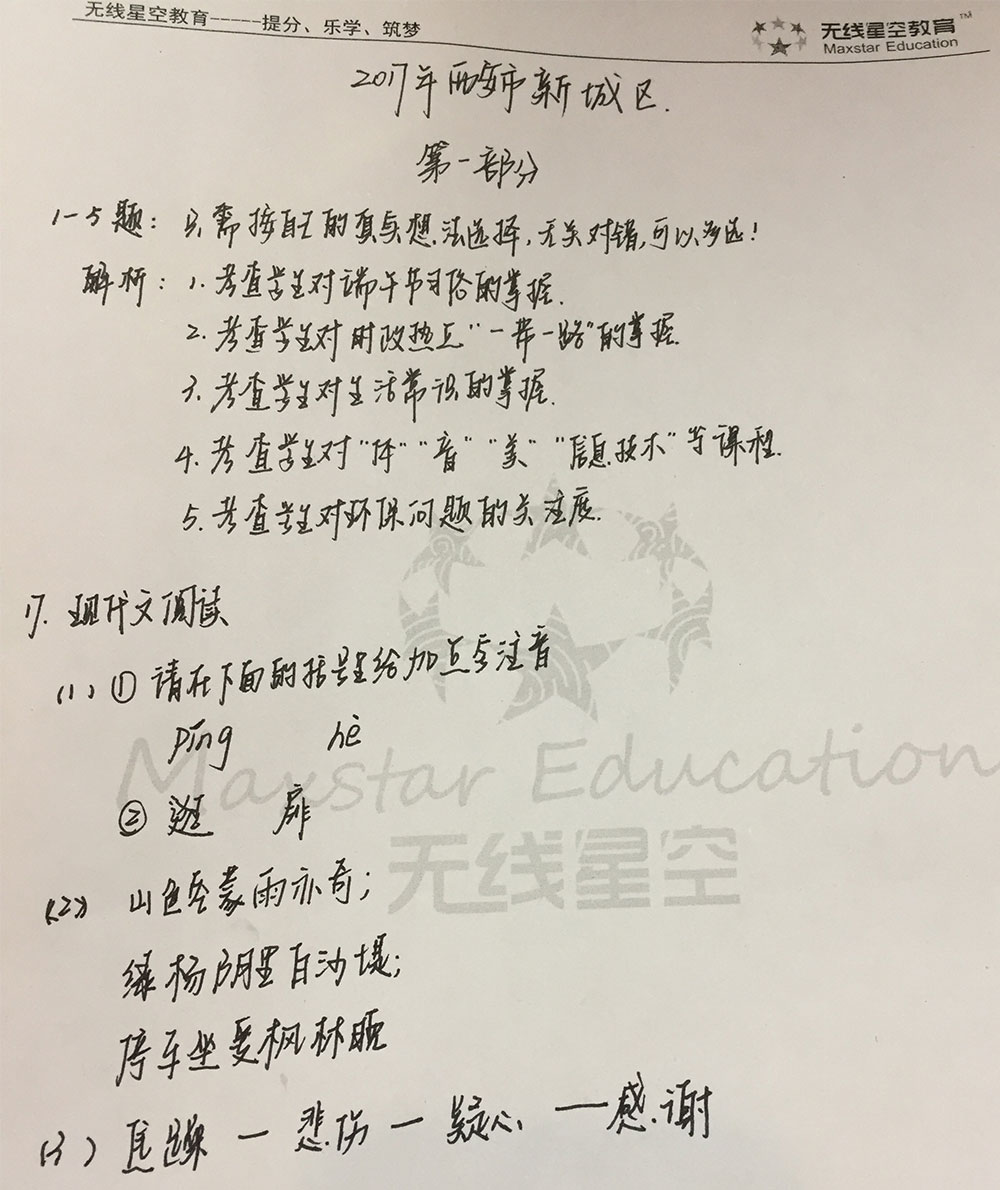 无线星空教育-----提分、乐学、筑梦
无线星空教育™
Maxstar Education
2017年西安市新城区.
第一部分
1-5题：只需按自己的真实想法选择,无关对错,可以多选!
解析：1.考查学生对端午节习俗的掌握.
2.考查学生对时政热点"一带一路"的掌握.
3.考查学生对生活常识的掌握.
4.考查学生对"体""音""美""信息技术"等课程.
5.考查学生对环保问题的关注度.
17.现代文阅读
(1)①请在下面的括号里给加点字注音
píng hè
②逛 扉
(2)山色空蒙雨亦奇;
绿杨阴里白沙堤;
停车坐爱枫林晚
(3)焦躁—悲伤—疑心—感谢
Maxstar Education
无线星空